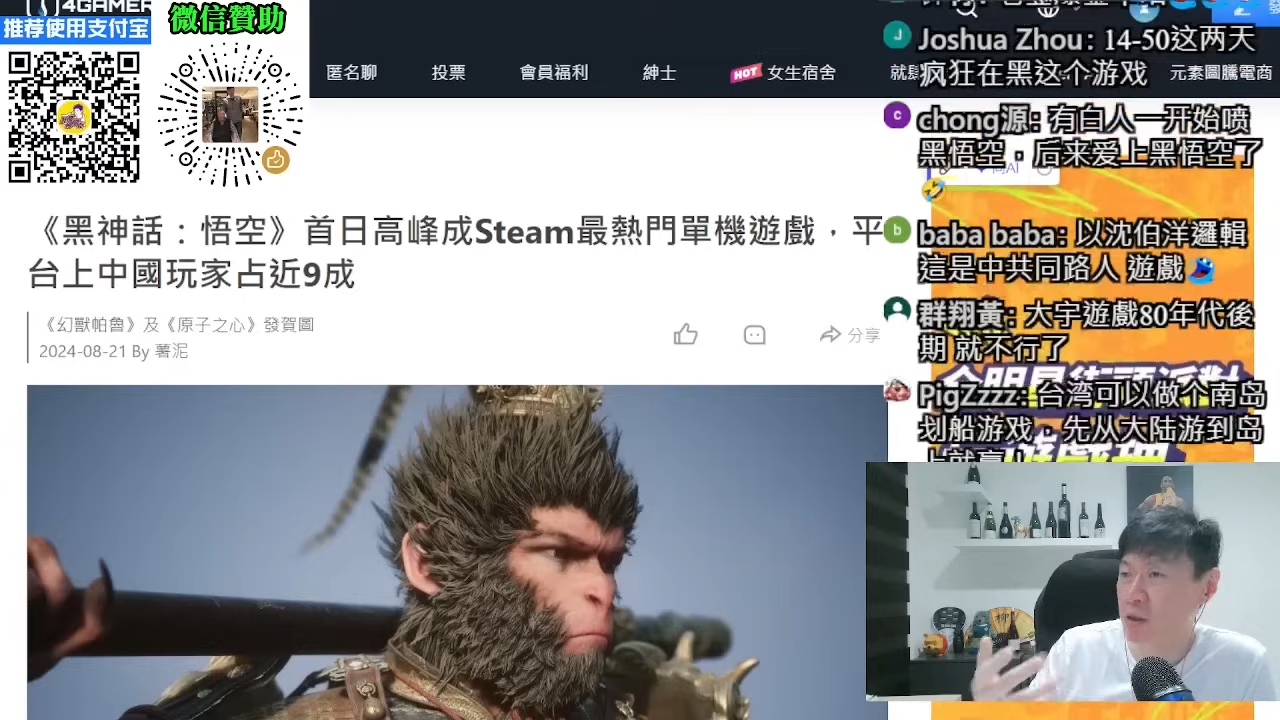 4GAMER
推荐使用支付宝
微信贊助
匿名聊
投票
會員福利
紳士
HOT 女生宿舍
元素圖騰電商
《黑神話：悟空》首日高峰成Steam最熱門單機遊戲，平
台上中國玩家占近9成
《幻獸帕魯》及《原子之心》發賀圖
2024-08-21 By 薯泥
分享
Joshua Zhou: 14-50这两天
疯狂在黑这个游戏
chong源: 有白人一开始喷
黑悟空，后来爱上黑悟空了
baba baba: 以沈伯洋邏輯
這是中共同路人 遊戲
群翔黃: 大宇遊戲80年代後
期 就不行了
PigZzzz: 台湾可以做个南岛
划船游戏，先从大陆游到岛